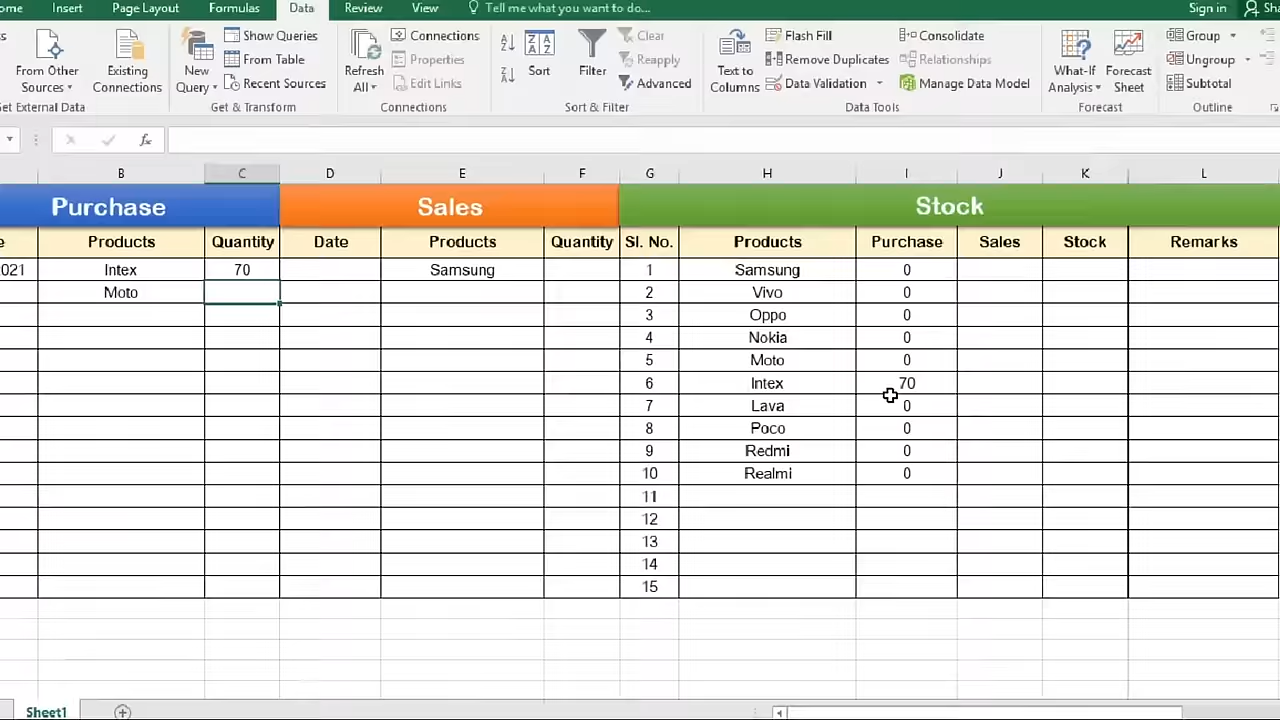 ome Insert Page Layout Formulas Data Review View Tell me what you want to do... Sign in Sha
From Other Sources Existing Connections New Query Show Queries From Table Recent Sources Refresh All Connections Properties Edit Links Sort Filter Clear Reapply Advanced Text to Columns Flash Fill Remove Duplicates Data Validation Consolidate Relationships Manage Data Model What-If Analysis Forecast Sheet Group Ungroup Subtotal
Get External Data Get & Transform Connections Sort & Filter Data Tools Forecast Outline
fx
B C D E F G H I J K L
Purchase Sales Stock
e Products Quantity Date Products Quantity Sl. No. Products Purchase Sales Stock Remarks
2021 Intex 70 Samsung 1 Samsung 0
Moto 2 Vivo 0
3 Oppo 0
4 Nokia 0
5 Moto 0
6 Intex 70
7 Lava 0
8 Poco 0
9 Redmi 0
10 Realmi 0
11
12
13
14
15
Sheet1